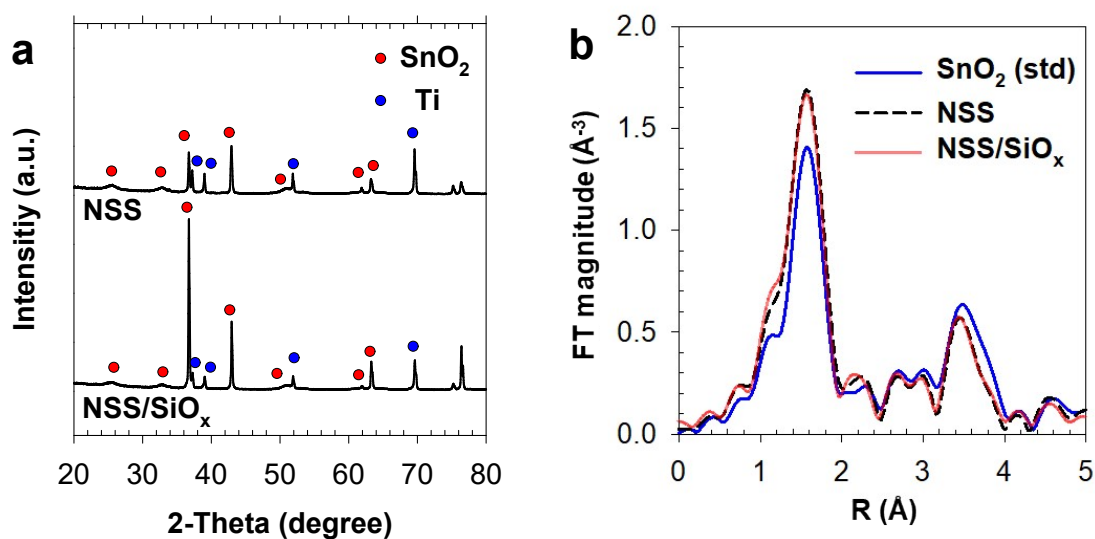 a
SnO₂
Ti
NSS
NSS/SiOₓ
Intensitiy (a.u.)
20 30 40 50 60 70 80
2-Theta (degree)
b
SnO₂ (std)
NSS
NSS/SiOₓ
FT magnitude (Å⁻³)
2.0
1.5
1.0
0.5
0.0
0 1 2 3 4 5
R (Å)